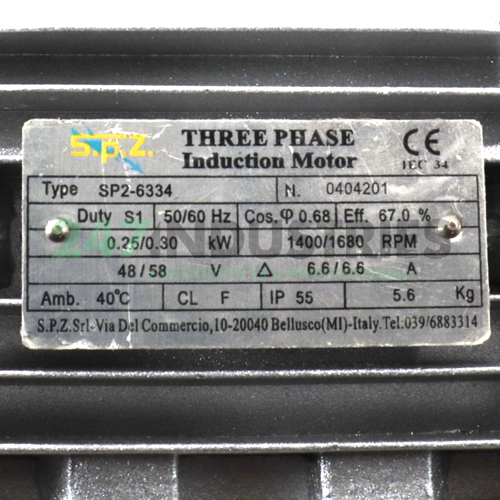 S.P.Z. THREE PHASE CE
Induction Motor IEC 34
Type SP2-6334 N. 0404201
Duty S1 50/60 Hz Cos.φ 0.68 Eff. 67.0 %
0.25/0.30 kW 1400/1680 RPM
247 INDUSTRIES
48/58 V Δ 6.6/6.6 A
Amb. 40°C CL F IP 55 5.6 Kg
S.P.Z.Srl-Via Del Commercio,10-20040 Bellusco(MI)-Italy.Tel:039/6883314